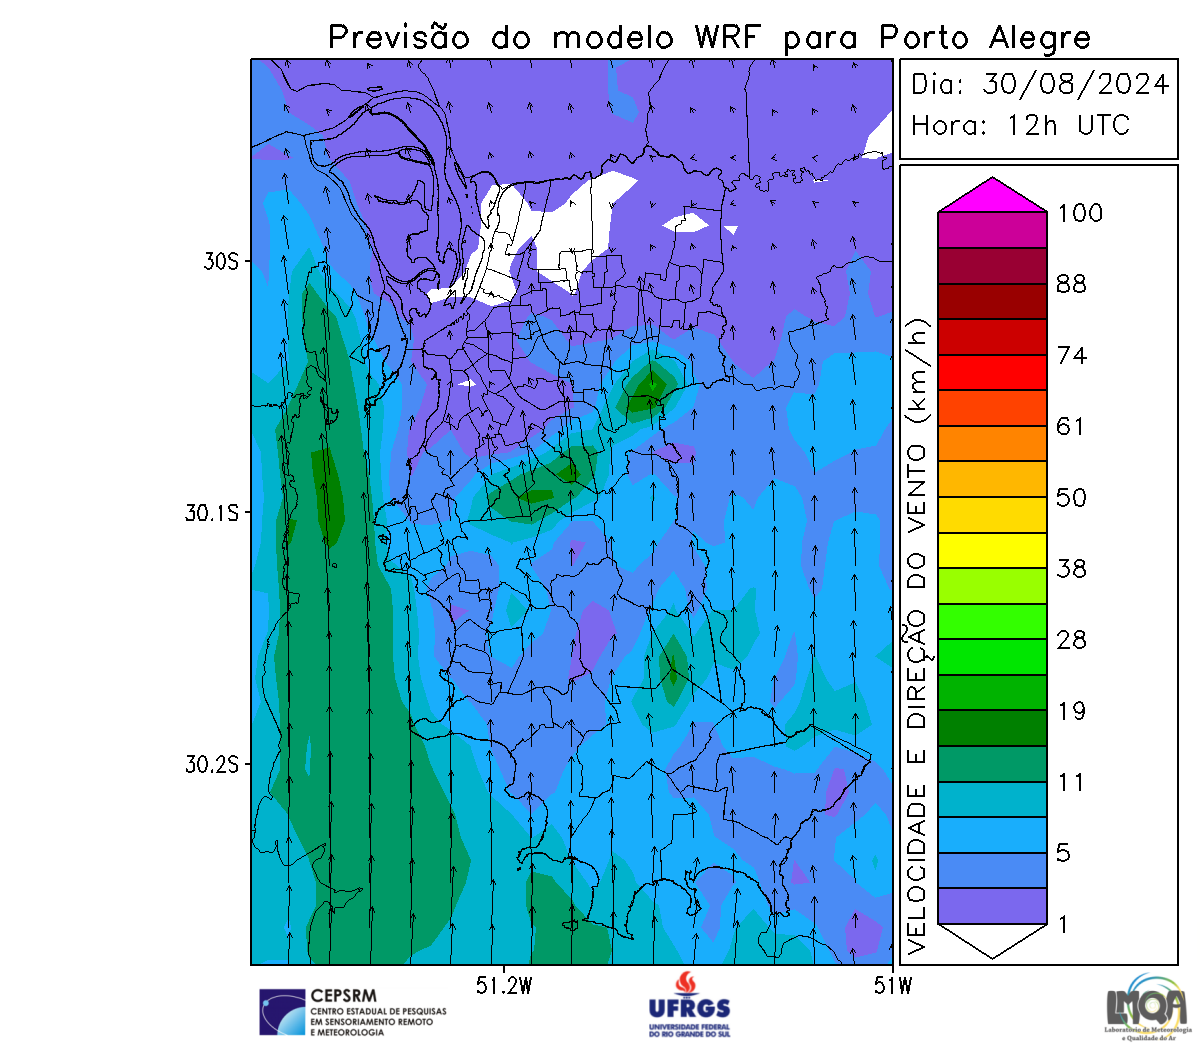 Previsão do modelo WRF para Porto Alegre
Dia: 30/08/2024
Hora: 12h UTC
VELOCIDADE E DIREÇÃO DO VENTO (km/h)
100
88
74
61
50
38
28
19
11
5
1
30S
30.1S
30.2S
51.2W
51W
CEPSRM
CENTRO ESTADUAL DE PESQUISAS
EM SENSORIAMENTO REMOTO
E METEOROLOGIA
UFRGS
UNIVERSIDADE FEDERAL
DO RIO GRANDE DO SUL
LMQA
Laboratório de Meteorologia
e Qualidade do Ar